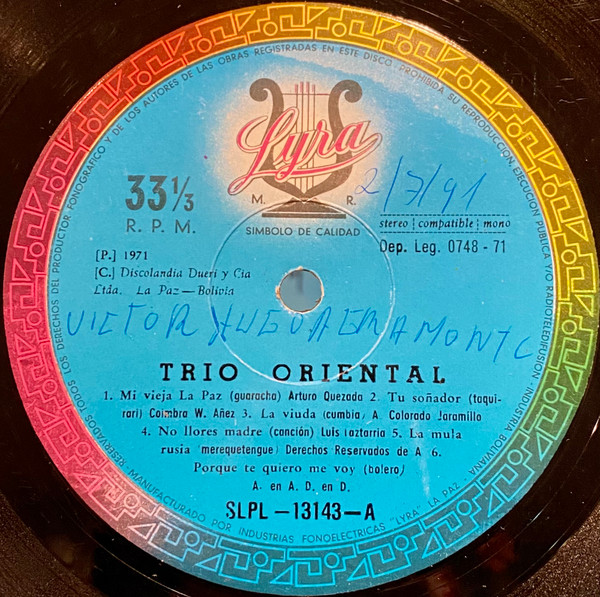 RESERVADOS TODOS LOS DERECHOS DEL PRODUCTOR FONOGRAFICO Y DE LOS AUTORES DE LAS OBRAS REGISTRADAS EN ESTE DISCO. PROHIBIDA SU REPRODUCCION, EJECUCION PUBLICA Y/O RADIOTELEDIFUSION INDUSTRIA BOLIVIANA
Lyra
M. R.
SIMBOLO DE CALIDAD
33 1/3
R. P. M.
2/7/91
stereo compatible mono
Dep. Leg. 0748 - 71
[P.] 1971
[C.] Discolandia Dueri y Cia
Ltda. La Paz — Bolivia
VICTOR HUGO
TRIO ORIENTAL
1. Mi vieja La Paz (guaracha) Arturo Quezada 2. Tu soñador (taqui-
rari) Coimbra W. Añez 3. La viuda (cumbia) A. Colorado Jaramillo
4. No llores madre (canción) Luis 5. La mula
rusia (merequetengue) Derechos Reservados de A 6.
Porque te quiero me voy (bolero)
A. en A. D. en D.
SLPL - 13143 - A
MANUFACTURADO POR INDUSTRIAS FONOELECTRICAS "LYRA" LA PAZ -